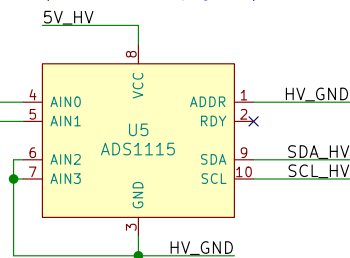 5V_HV
8
VCC
4 AIN0 ADDR 1 HV_GND
5 AIN1 RDY 2
U5
ADS1115
6 AIN2 SDA 9 SDA_HV
7 AIN3 SCL 10 SCL_HV
GND
3
HV_GND